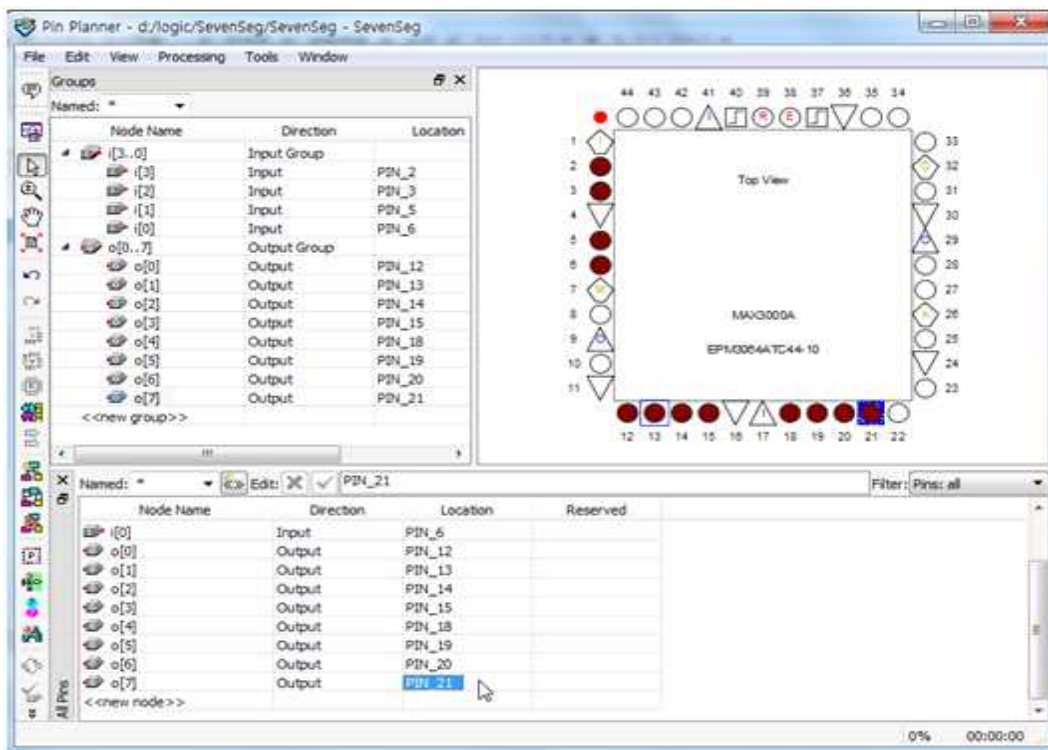 Pin Planner - d:/logic/SevenSeg/SevenSeg - SevenSeg
File Edit View Processing Tools Window
Groups
Named: *
Node Name Direction Location
i[3..0] Input Group
i[3] Input PIN_2
i[2] Input PIN_3
i[1] Input PIN_5
i[0] Input PIN_6
o[0..7] Output Group
o[0] Output PIN_12
o[1] Output PIN_13
o[2] Output PIN_14
o[3] Output PIN_15
o[4] Output PIN_18
o[5] Output PIN_19
o[6] Output PIN_20
o[7] Output PIN_21
<<new group>>
44 43 42 41 40 39 38 37 36 35 34
R E
1 33
2 32
3 31
4 30
5 29
6 28
7 27
8 26
9 25
10 24
11 23
Top View
MAX3000A
EPM3064ATC44-10
12 13 14 15 16 17 18 19 20 21 22
Named: * Edit: PIN_21 Filter: Pins: all
Node Name Direction Location Reserved
i[0] Input PIN_6
o[0] Output PIN_12
o[1] Output PIN_13
o[2] Output PIN_14
o[3] Output PIN_15
o[4] Output PIN_18
o[5] Output PIN_19
o[6] Output PIN_20
o[7] Output PIN_21
<<new node>>
All Pins
0% 00:00:00